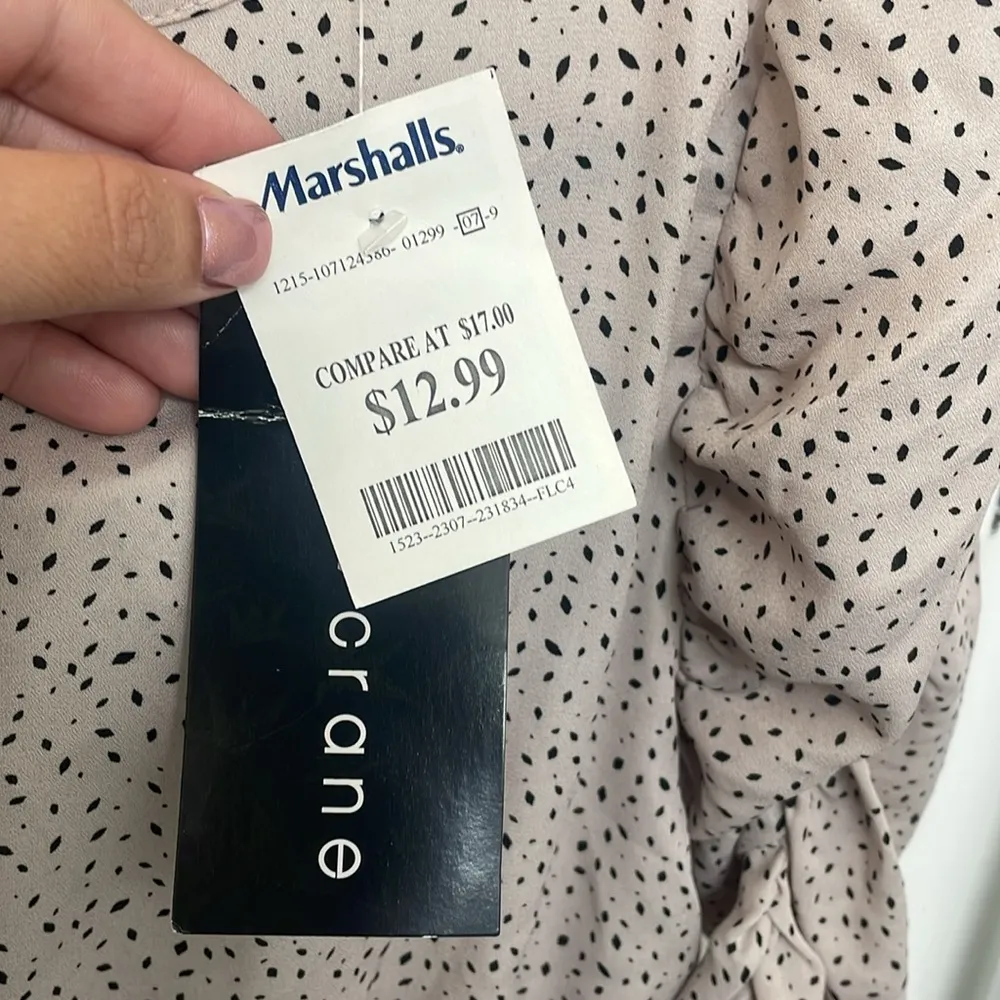 Marshalls®
1215-107124386- 01299 -07-9
COMPARE AT $17.00
$12.99
1523--2307--231834--FLC4
crane